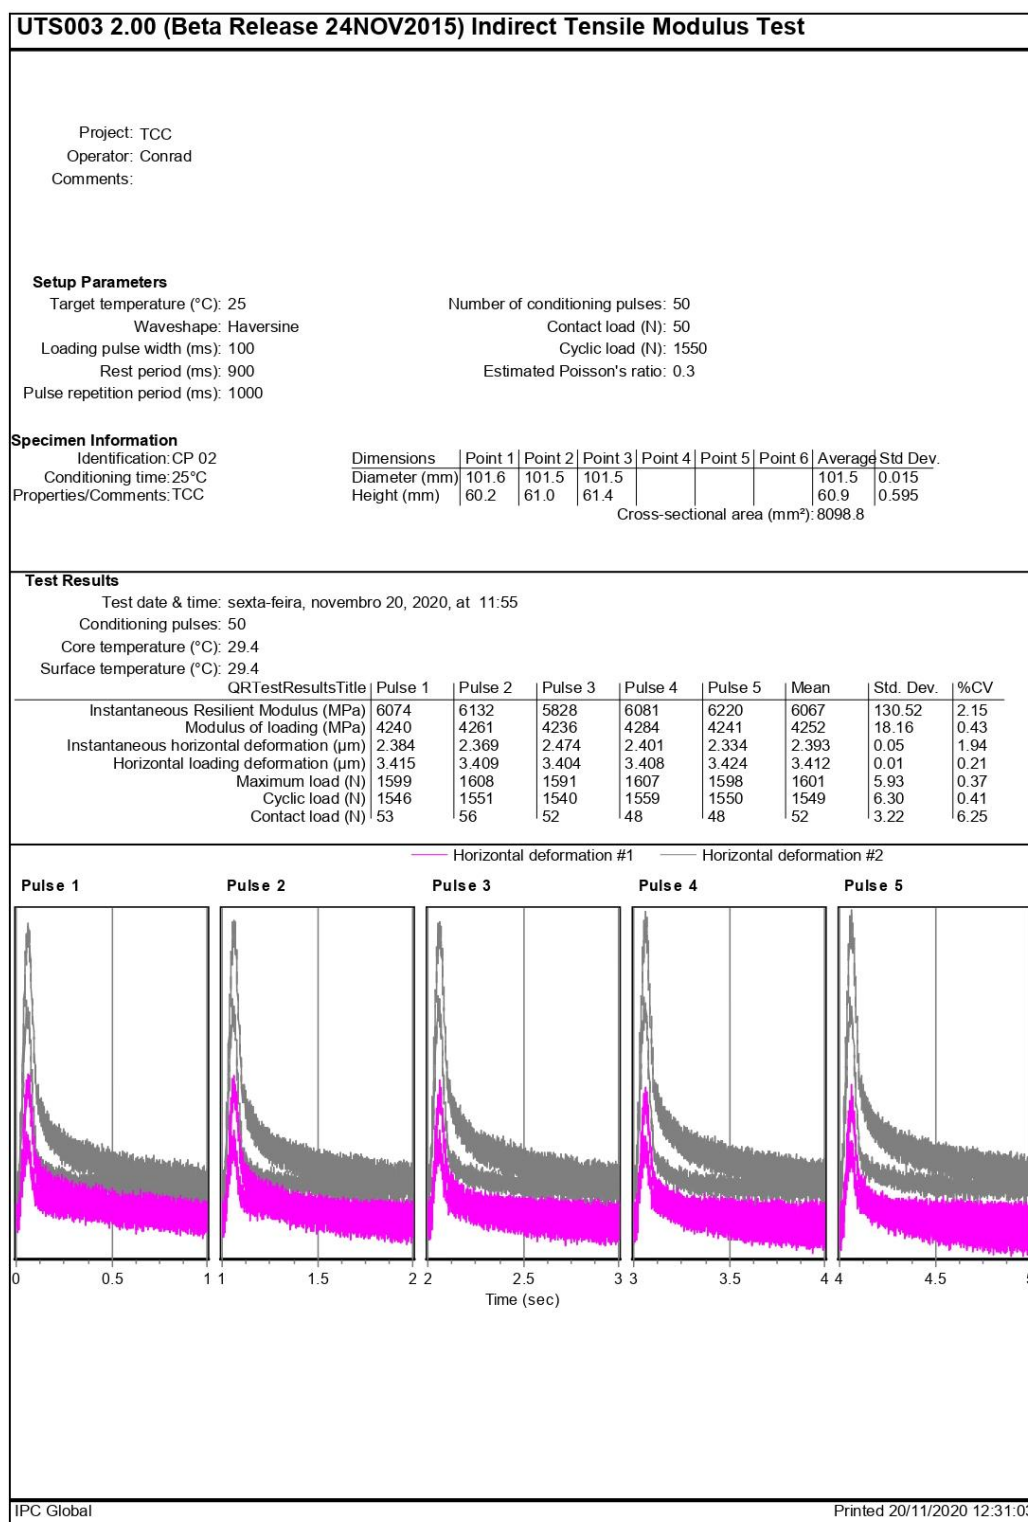 UTS003 2.00 (Beta Release 24NOV2015) Indirect Tensile Modulus Test
Project: TCC
Operator: Conrad
Comments:
Setup Parameters
Target temperature (°C): 25 Number of conditioning pulses: 50
Waveshape: Haversine Contact load (N): 50
Loading pulse width (ms): 100 Cyclic load (N): 1550
Rest period (ms): 900 Estimated Poisson's ratio: 0.3
Pulse repetition period (ms): 1000
Specimen Information
Identification: CP 02 Dimensions Point 1 Point 2 Point 3 Point 4 Point 5 Point 6 Average Std Dev.
Conditioning time: 25°C Diameter (mm) 101.6 101.5 101.5 101.5 0.015
Properties/Comments: TCC Height (mm) 60.2 61.0 61.4 60.9 0.595
Cross-sectional area (mm²): 8098.8
Test Results
Test date & time: sexta-feira, novembro 20, 2020, at 11:55
Conditioning pulses: 50
Core temperature (°C): 29.4
Surface temperature (°C): 29.4
QRTestResultsTitle Pulse 1 Pulse 2 Pulse 3 Pulse 4 Pulse 5 Mean Std. Dev. %CV
Instantaneous Resilient Modulus (MPa) 6074 6132 5828 6081 6220 6067 130.52 2.15
Modulus of loading (MPa) 4240 4261 4236 4284 4241 4252 18.16 0.43
Instantaneous horizontal deformation (µm) 2.384 2.369 2.474 2.401 2.334 2.393 0.05 1.94
Horizontal loading deformation (µm) 3.415 3.409 3.404 3.408 3.424 3.412 0.01 0.21
Maximum load (N) 1599 1608 1591 1607 1598 1601 5.93 0.37
Cyclic load (N) 1546 1551 1540 1559 1550 1549 6.30 0.41
Contact load (N) 53 56 52 48 48 52 3.22 6.25
Horizontal deformation #1 Horizontal deformation #2
Pulse 1 Pulse 2 Pulse 3 Pulse 4 Pulse 5
0 0.5 1 1 1.5 2 2 2.5 3 3 3.5 4 4 4.5 5
Time (sec)
IPC Global Printed 20/11/2020 12:31:03